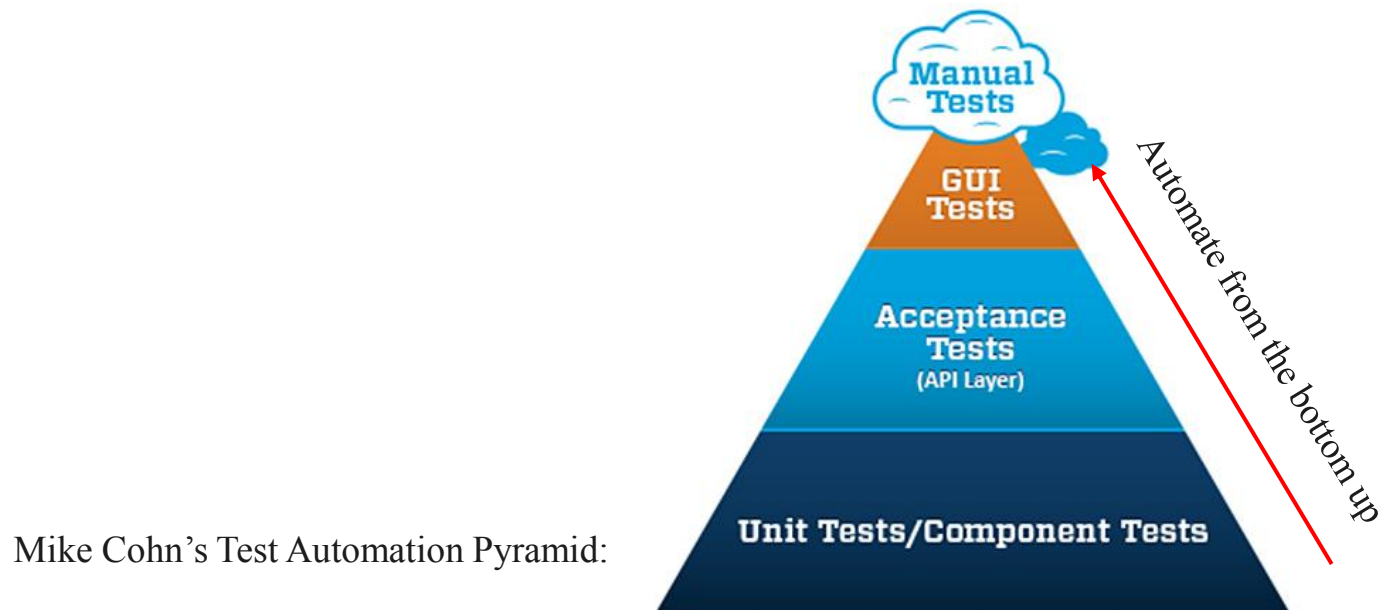 Manual
Tests
GUI
Tests
Automate from the bottom up
Acceptance
Tests
(API Layer)
Unit Tests/Component Tests
Mike Cohn’s Test Automation Pyramid: